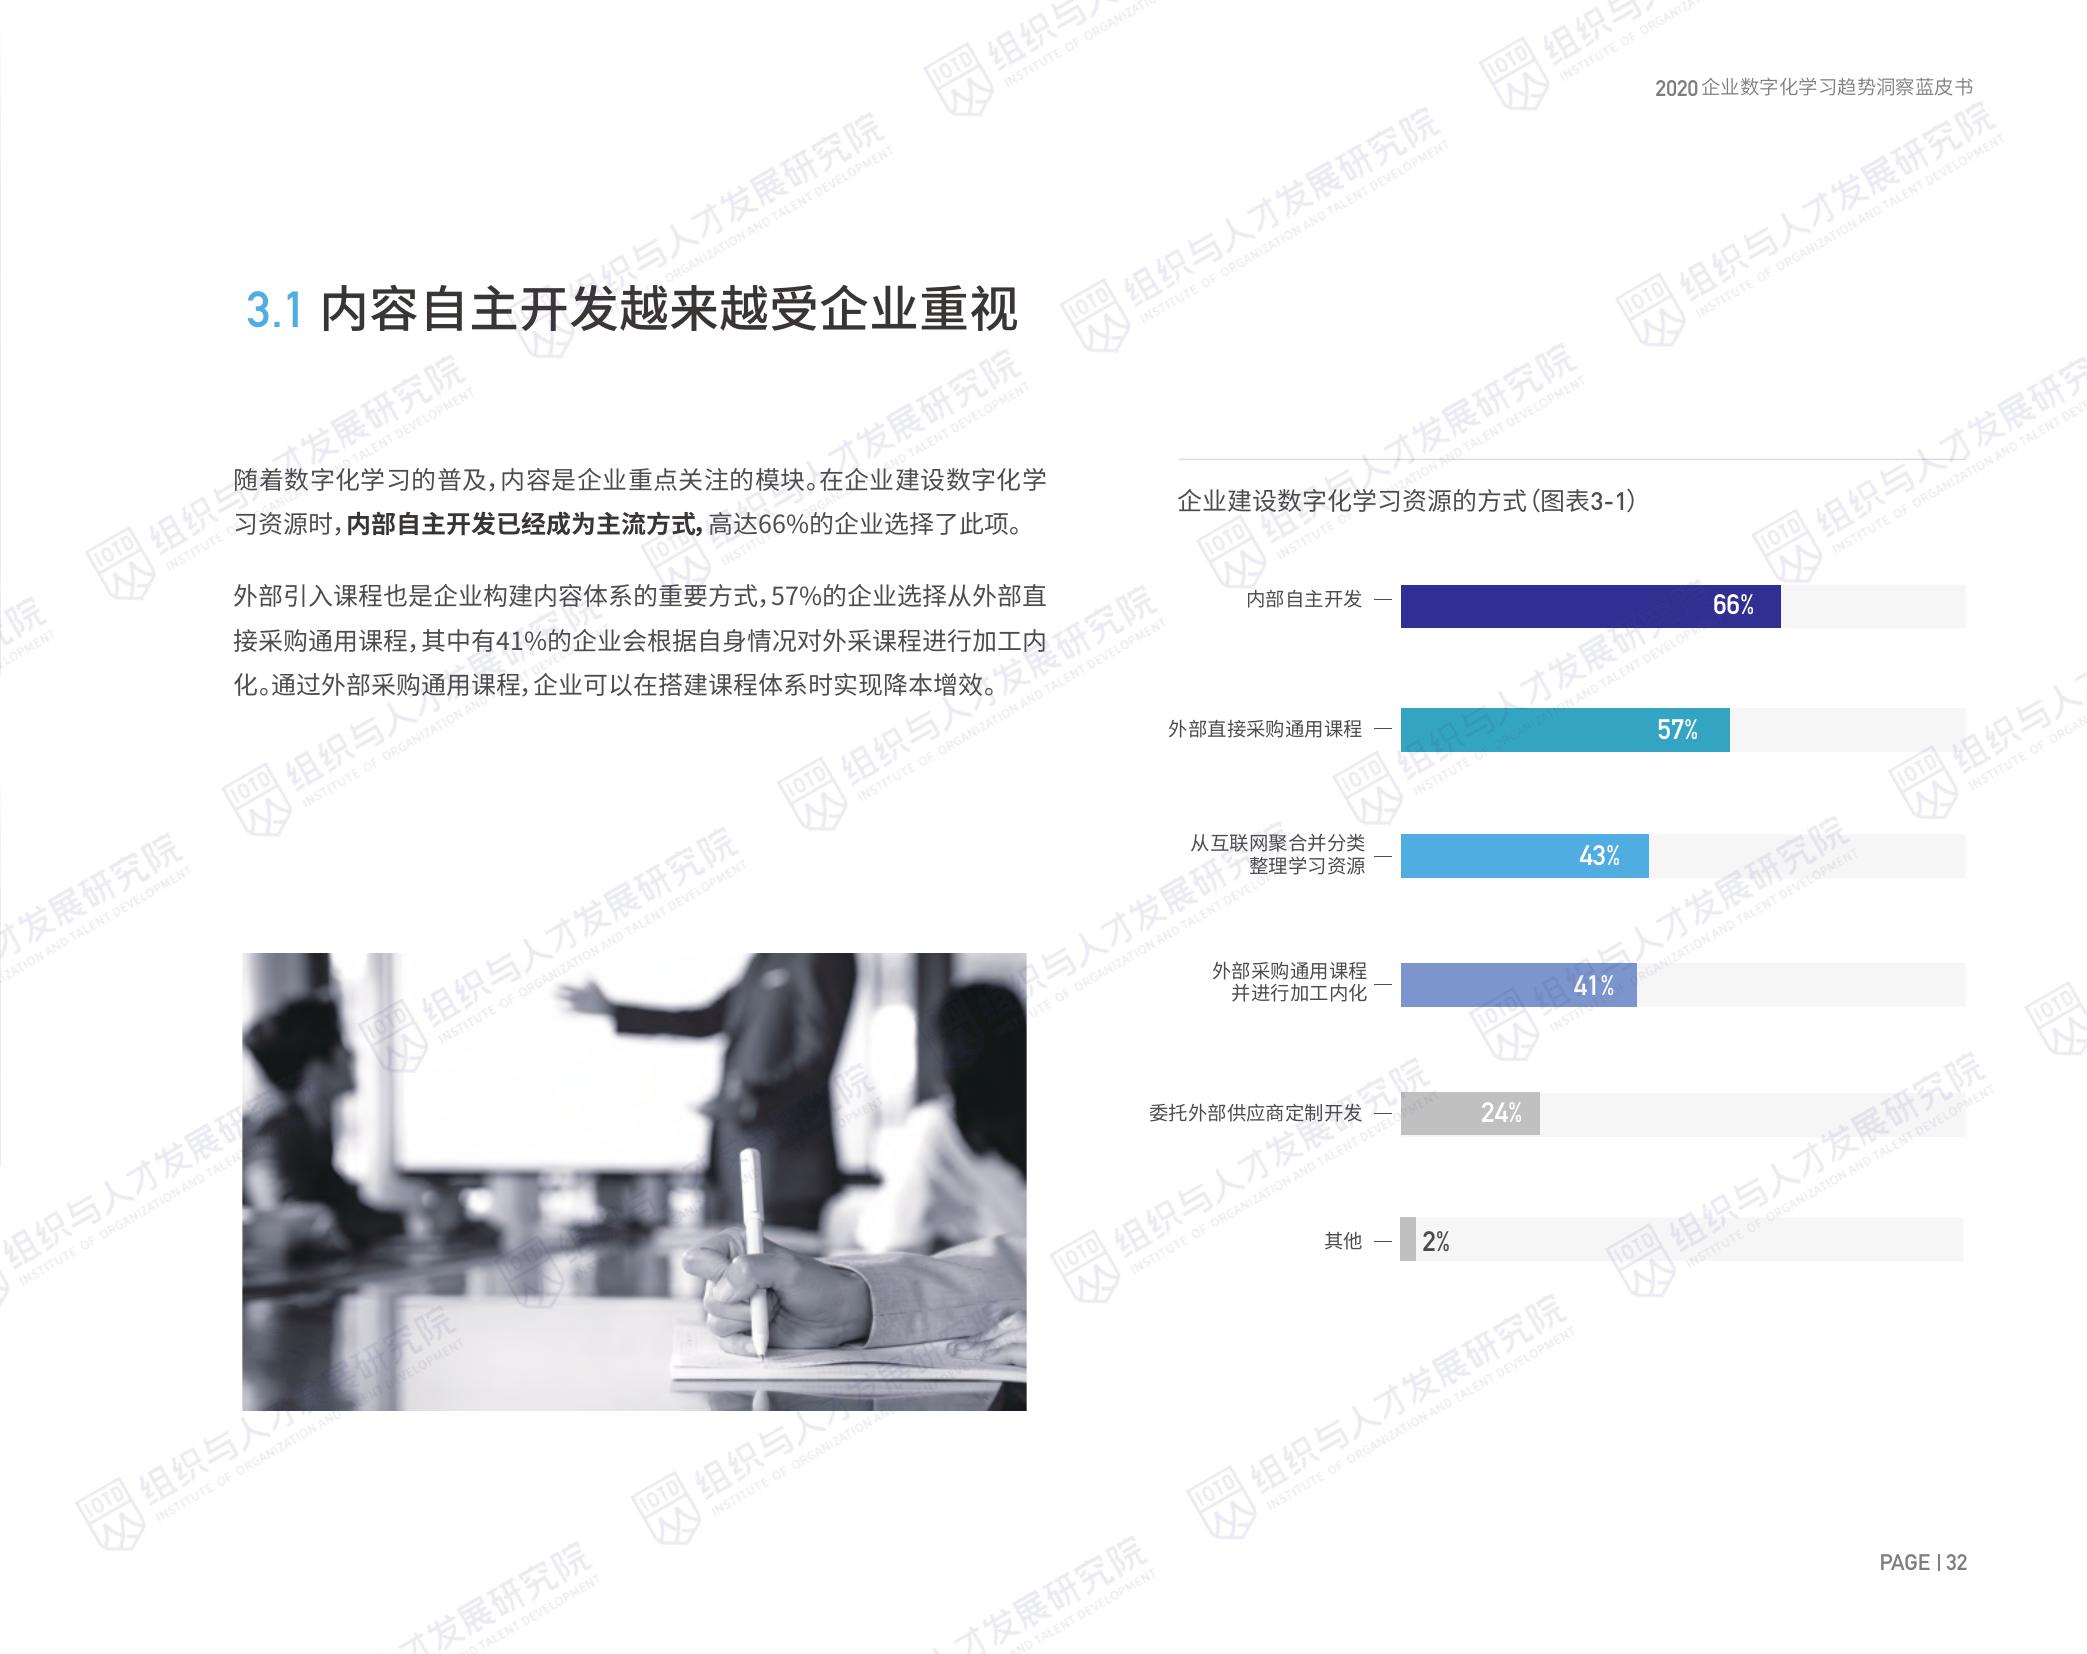 2020 企业数字化学习趋势洞察蓝皮书
3.1 内容自主开发越来越受企业重视
随着数字化学习的普及，内容是企业重点关注的模块。在企业建设数字化学
习资源时，内部自主开发已经成为主流方式，高达66%的企业选择了此项。
外部引入课程也是企业构建内容体系的重要方式，57%的企业选择从外部直
接采购通用课程，其中有41%的企业会根据自身情况对外采课程进行加工内
化。通过外部采购通用课程，企业可以在搭建课程体系时实现降本增效。
企业建设数字化学习资源的方式（图表3-1）
内部自主开发 66%
外部直接采购通用课程 57%
从互联网聚合并分类
整理学习资源 43%
外部采购通用课程
并进行加工内化 41%
委托外部供应商定制开发 24%
其他 2%
PAGE | 32
IOTD 组织与人才发展研究院
INSTITUTE OF ORGANIZATION AND TALENT DEVELOPMENT